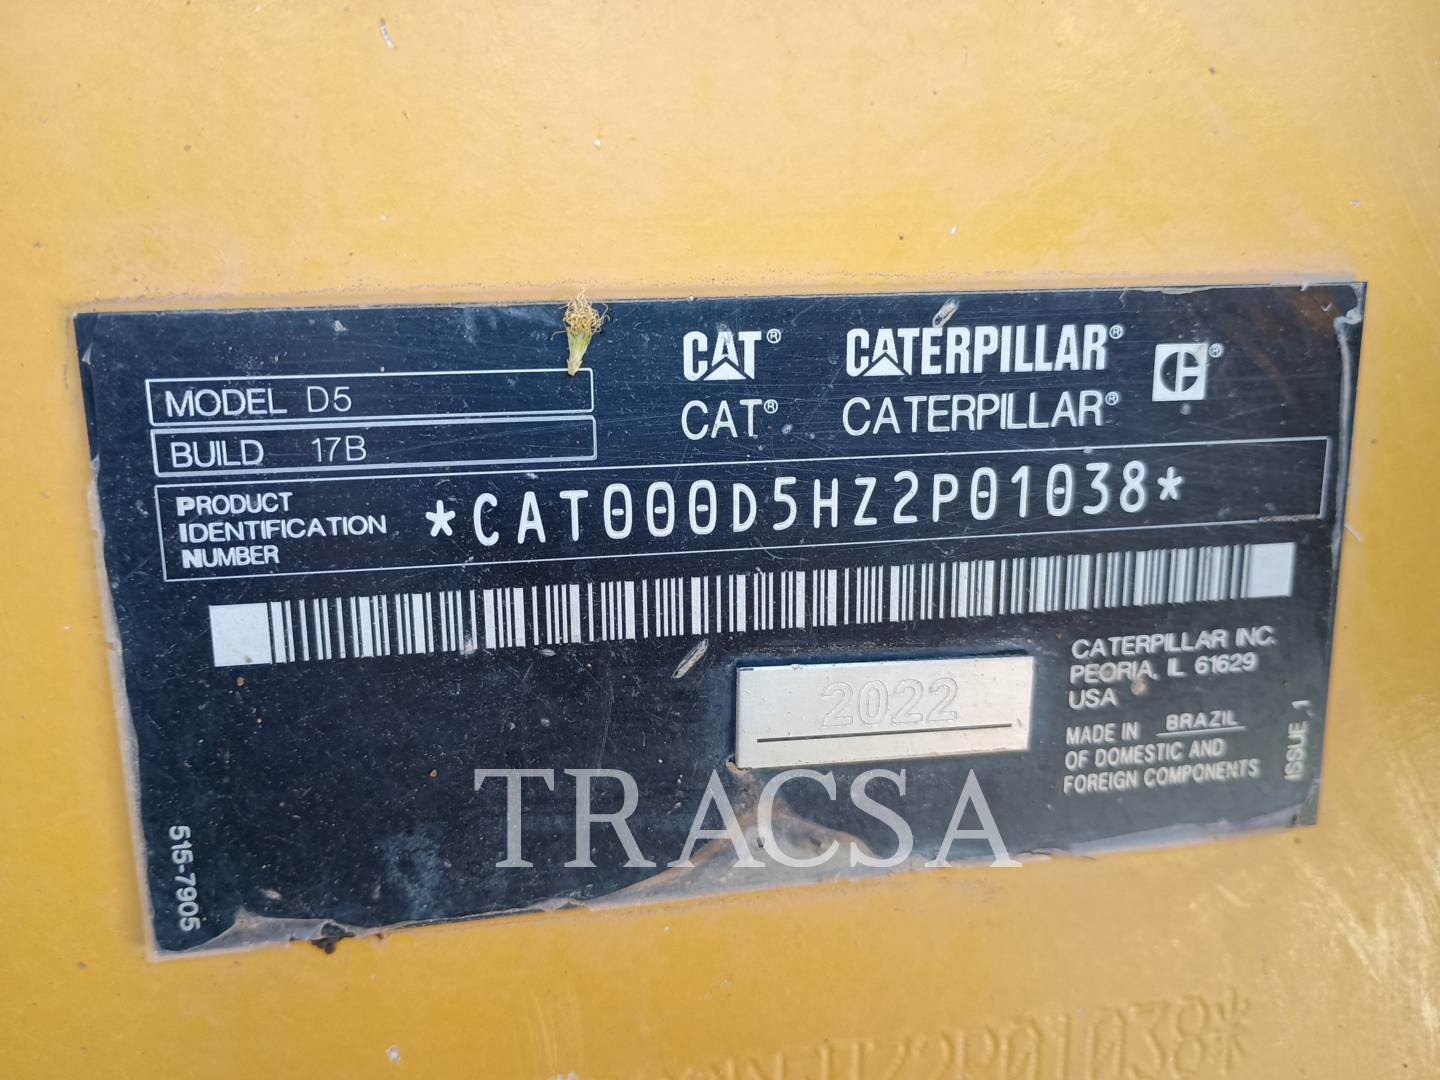 CAT® CATERPILLAR® C®
CAT® CATERPILLAR®
MODEL D5
BUILD 17B
PRODUCT
IDENTIFICATION
NUMBER
*CAT000D5HZ2P01038*
2022
CATERPILLAR INC.
PEORIA, IL 61629
USA
MADE IN BRAZIL
OF DOMESTIC AND
FOREIGN COMPONENTS
ISSUE 1
515-7905
TRACSA
HZ2P01038*